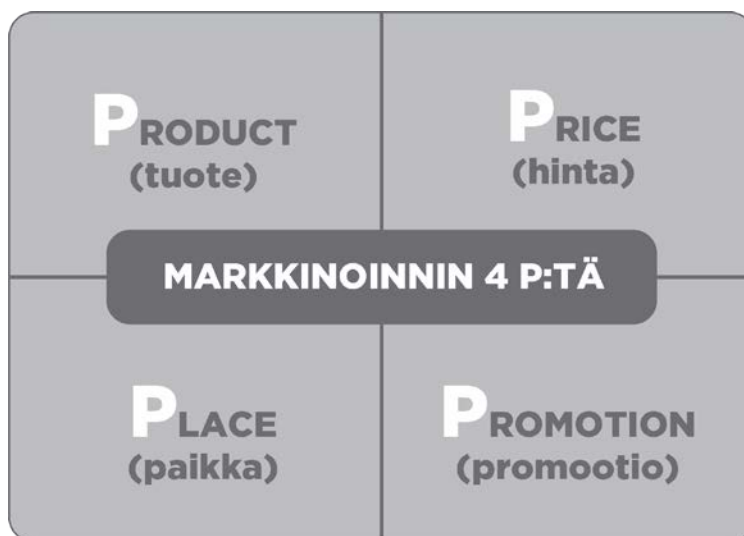 PRODUCT
(tuote)
PRICE
(hinta)
MARKKINOINNIN 4 P:TÄ
PLACE
(paikka)
PROMOTION
(promootio)